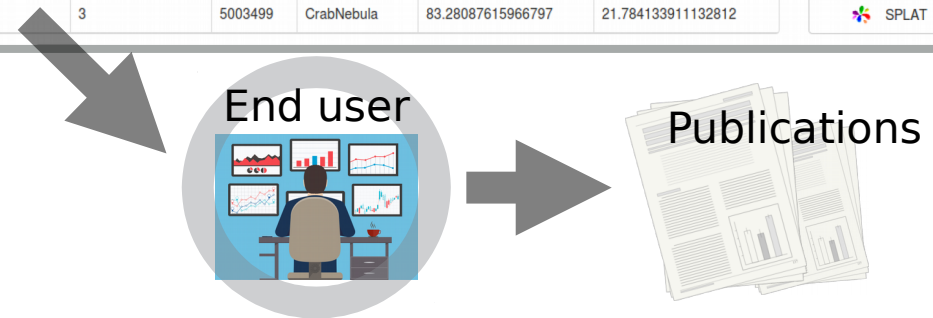 3 5003499 CrabNebula 83.28087615966797 21.784133911132812 SPLAT
End user
Publications